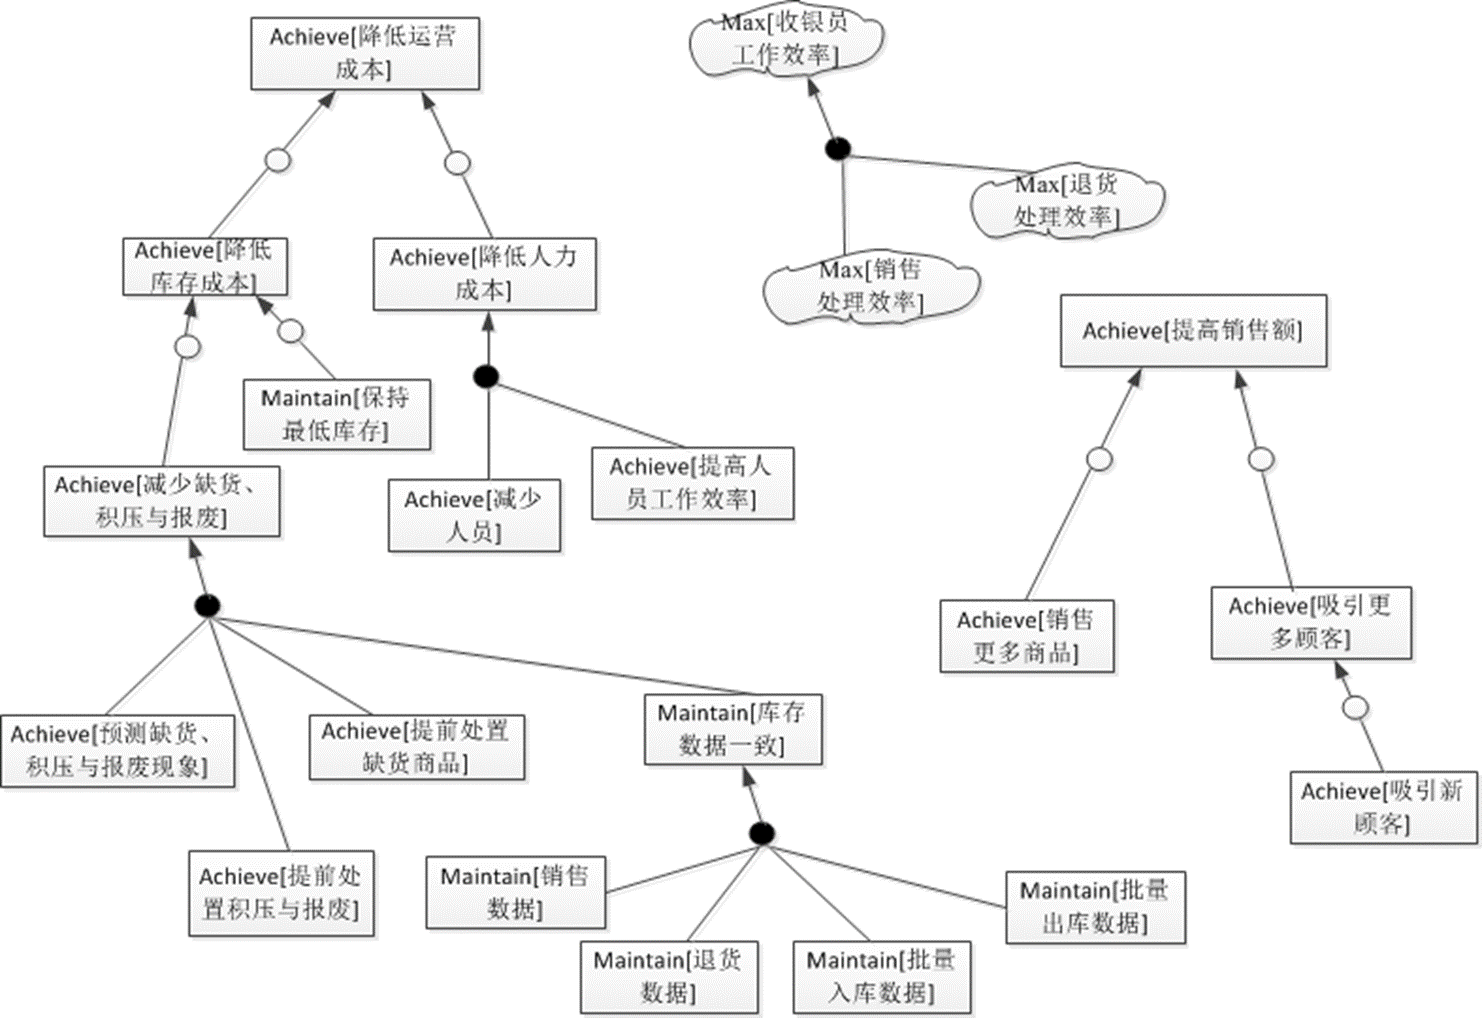 Achieve[降低运营
成本]
Max[收银员
工作效率]
Max[退货
处理效率]
Achieve[降低
库存成本]
Achieve[降低人力
成本]
Max[销售
处理效率]
Achieve[提高销售额]
Maintain[保持
最低库存]
Achieve[减少缺货、
积压与报废]
Achieve[减少
人员]
Achieve[提高人
员工作效率]
Achieve[销售
更多商品]
Achieve[吸引更
多顾客]
Achieve[预测缺货、
积压与报废现象]
Achieve[提前处置
缺货商品]
Maintain[库存
数据一致]
Achieve[吸引新
顾客]
Achieve[提前处
置积压与报废]
Maintain[销售
数据]
Maintain[退货
数据]
Maintain[批量
入库数据]
Maintain[批量
出库数据]